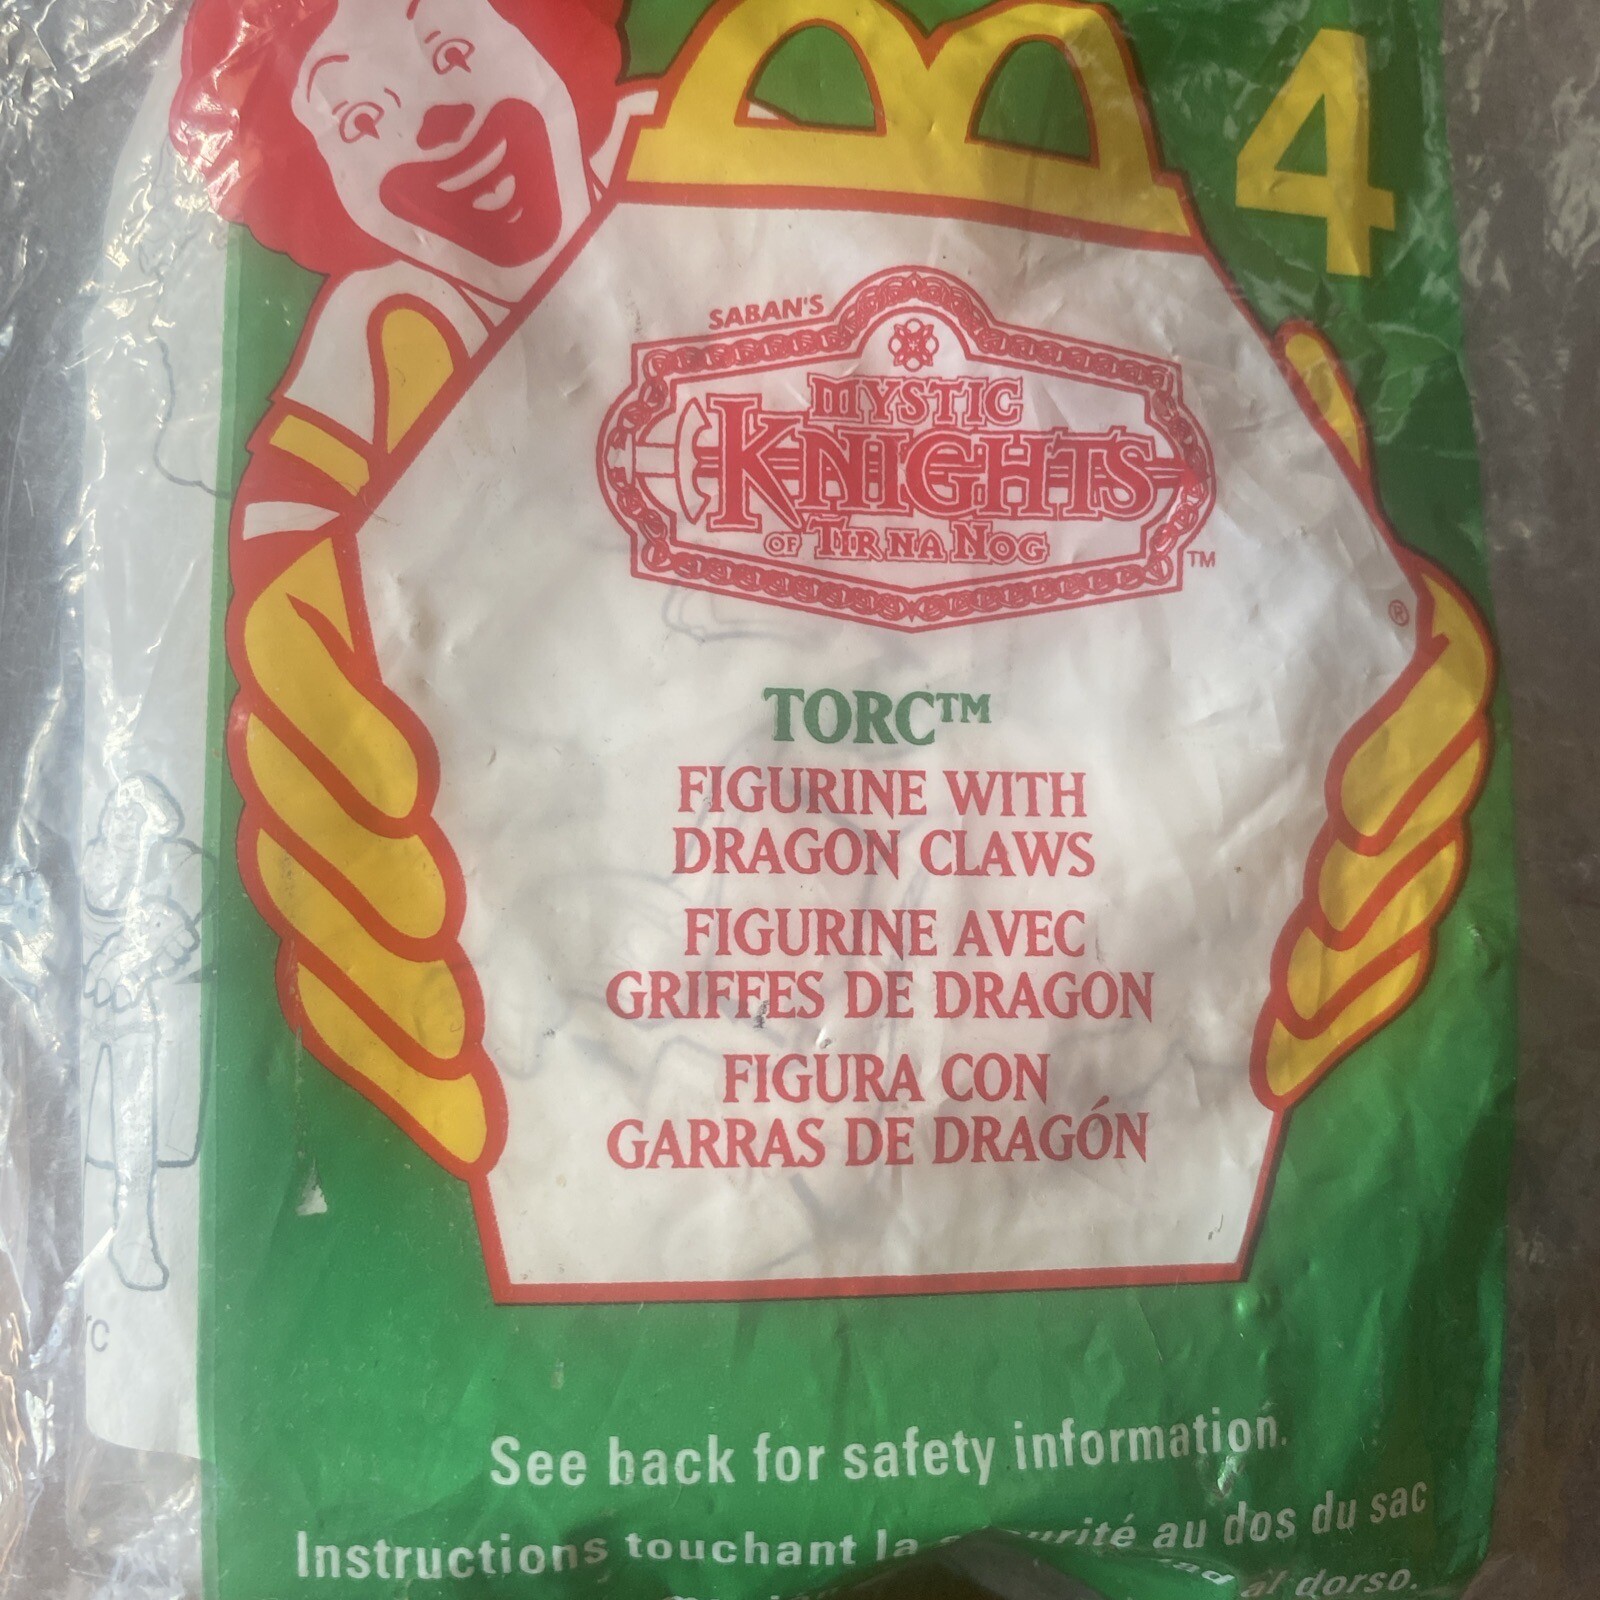 4
SABAN'S
MYSTIC
KNIGHTS
OF TIR NA NOG
TM
®
TORC™
FIGURINE WITH
DRAGON CLAWS
FIGURINE AVEC
GRIFFES DE DRAGON
FIGURA CON
GARRAS DE DRAGÓN
rc
See back for safety information.
Instructions touchant la au dos du sac
al dorso.